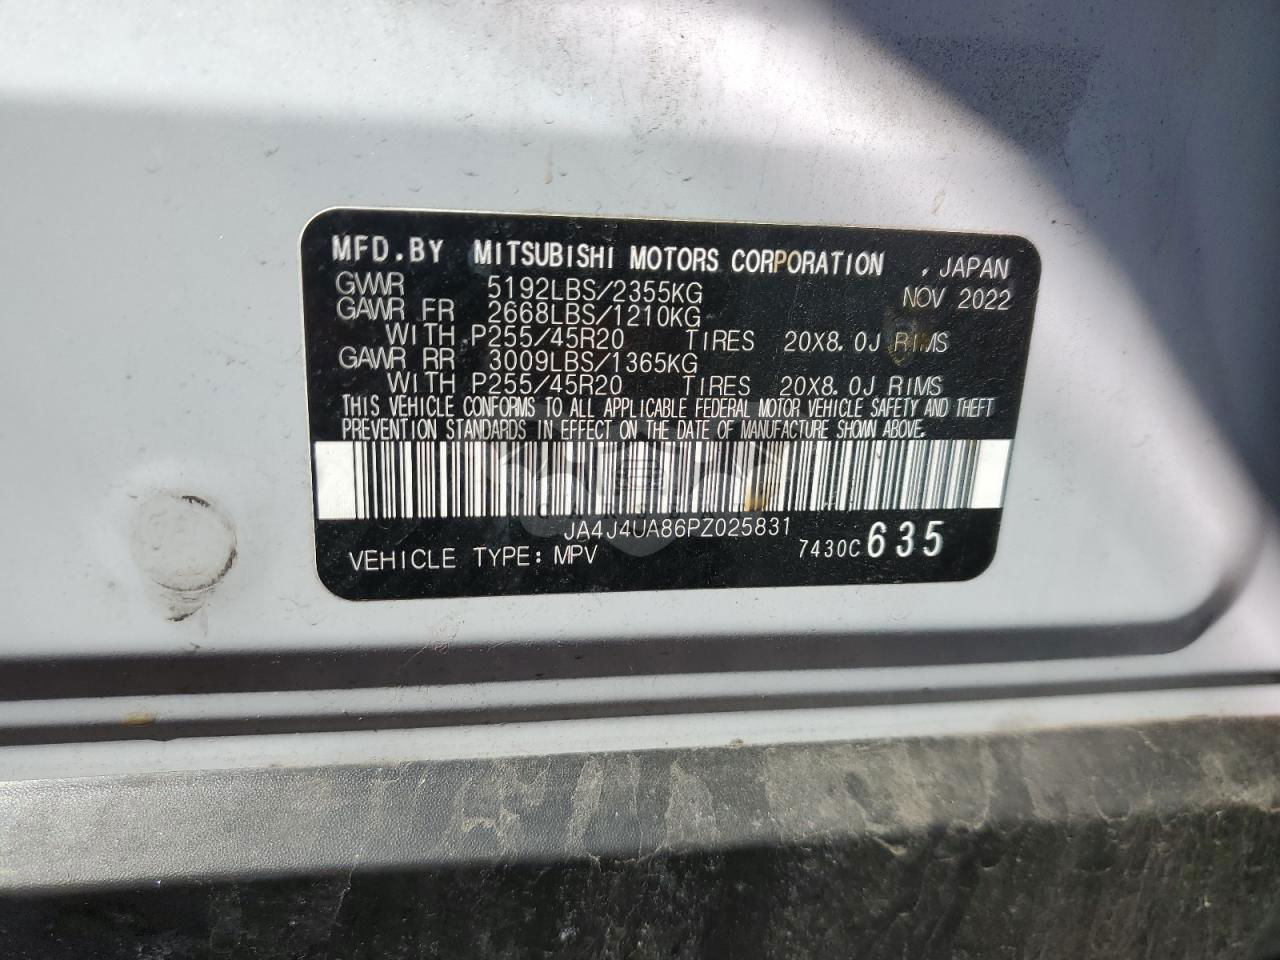 MFD.BY MITSUBISHI MOTORS CORPORATION , JAPAN
GVWR 5192LBS/2355KG NOV 2022
GAWR FR 2668LBS/1210KG
WITH P255/45R20 TIRES 20X8.0J RIMS
GAWR RR 3009LBS/1365KG
WITH P255/45R20 TIRES 20X8.0J RIMS
THIS VEHICLE CONFORMS TO ALL APPLICABLE FEDERAL MOTOR VEHICLE SAFETY AND THEFT
PREVENTION STANDARDS IN EFFECT ON THE DATE OF MANUFACTURE SHOWN ABOVE.
JA4J4UA86PZ025831
VEHICLE TYPE: MPV 7430C 635